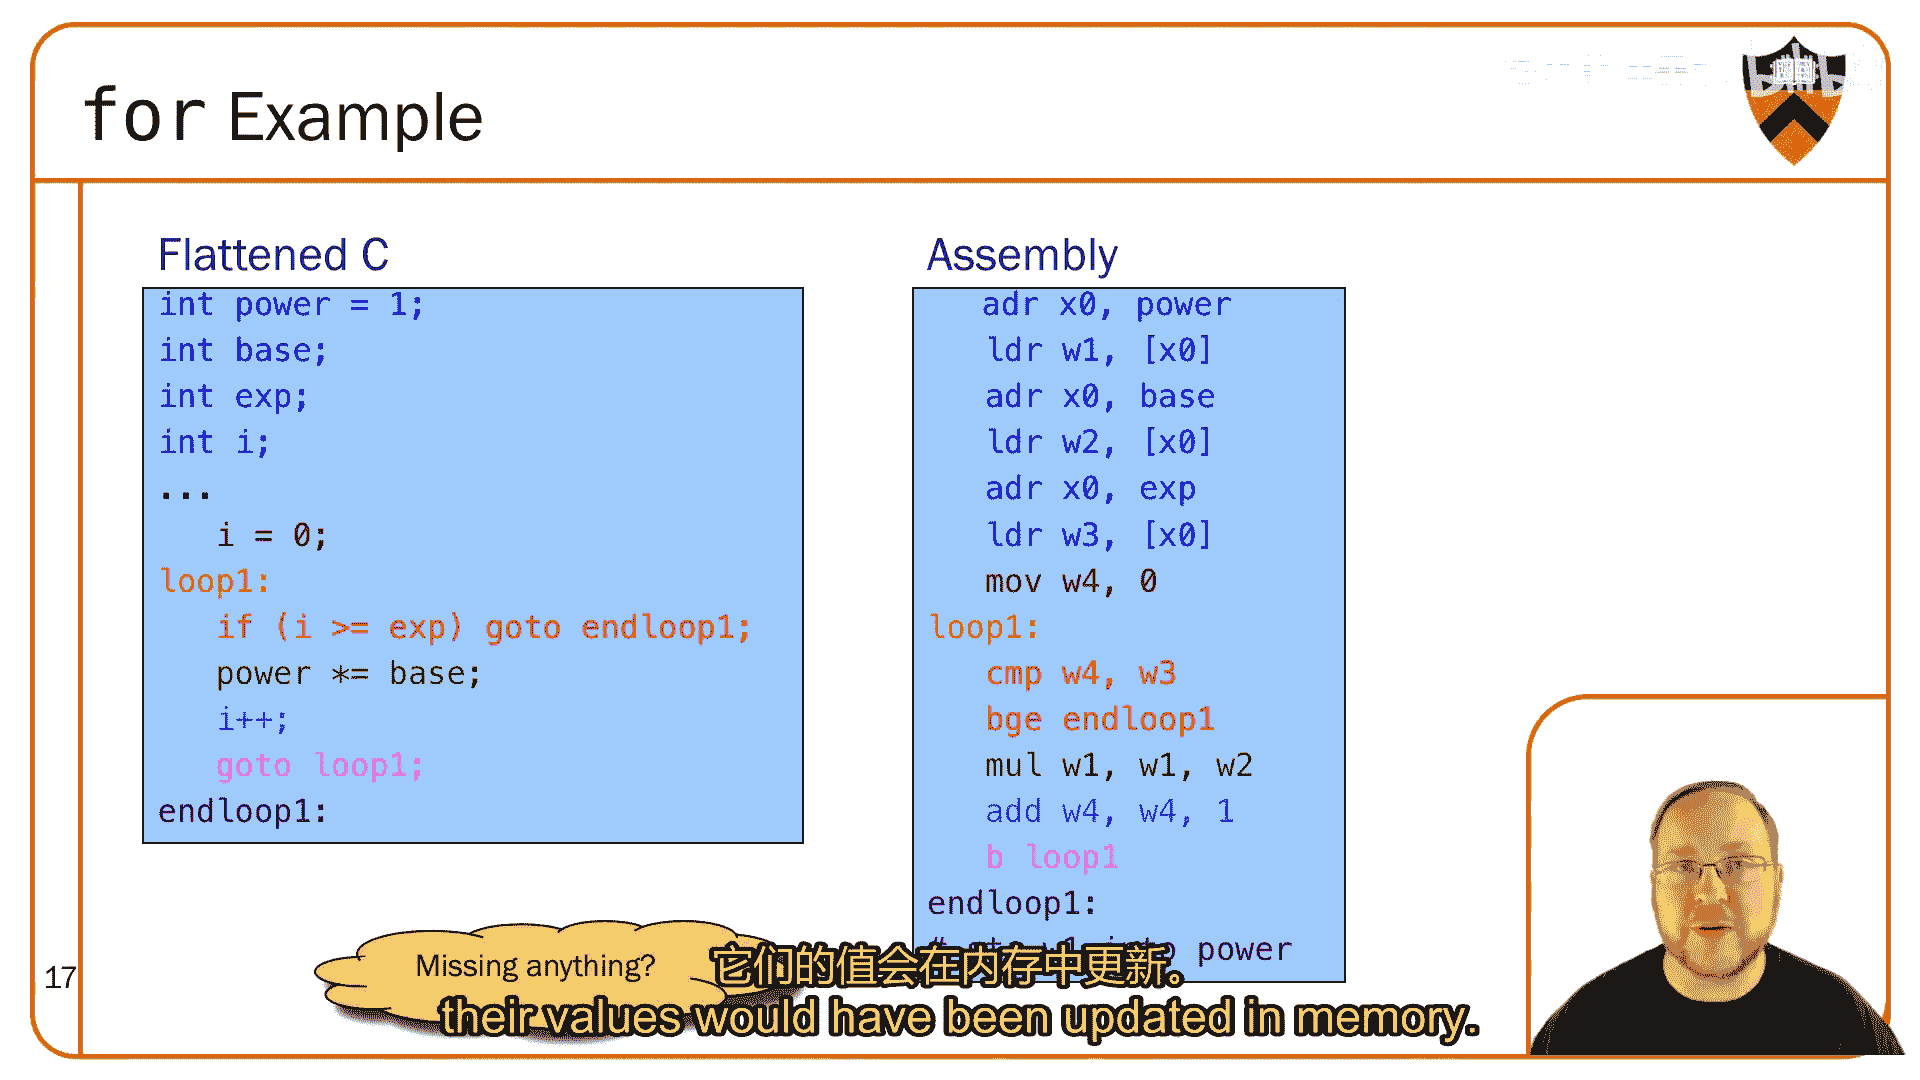 for Example
Flattened C
int power = 1;
int base;
int exp;
int i;
...
i = 0;
loop1:
if (i >= exp) goto endloop1;
power *= base;
i++;
goto loop1;
endloop1:
Assembly
adr x0, power
ldr w1, [x0]
adr x0, base
ldr w2, [x0]
adr x0, exp
ldr w3, [x0]
mov w4, 0
loop1:
cmp w4, w3
bge endloop1
mul w1, w1, w2
add w4, w4, 1
b loop1
endloop1:
power
Missing anything?
17
它们的值会在内存中更新。
their values would have been updated in memory.